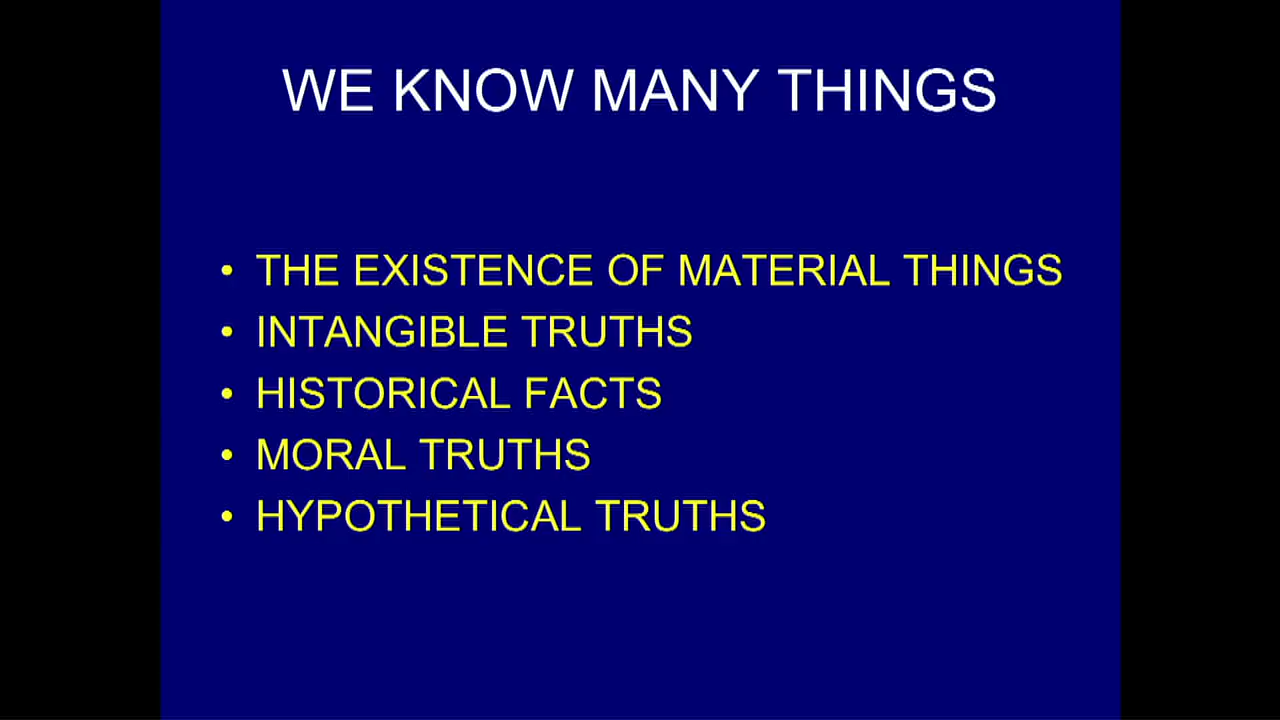 WE KNOW MANY THINGS
• THE EXISTENCE OF MATERIAL THINGS
• INTANGIBLE TRUTHS
• HISTORICAL FACTS
• MORAL TRUTHS
• HYPOTHETICAL TRUTHS